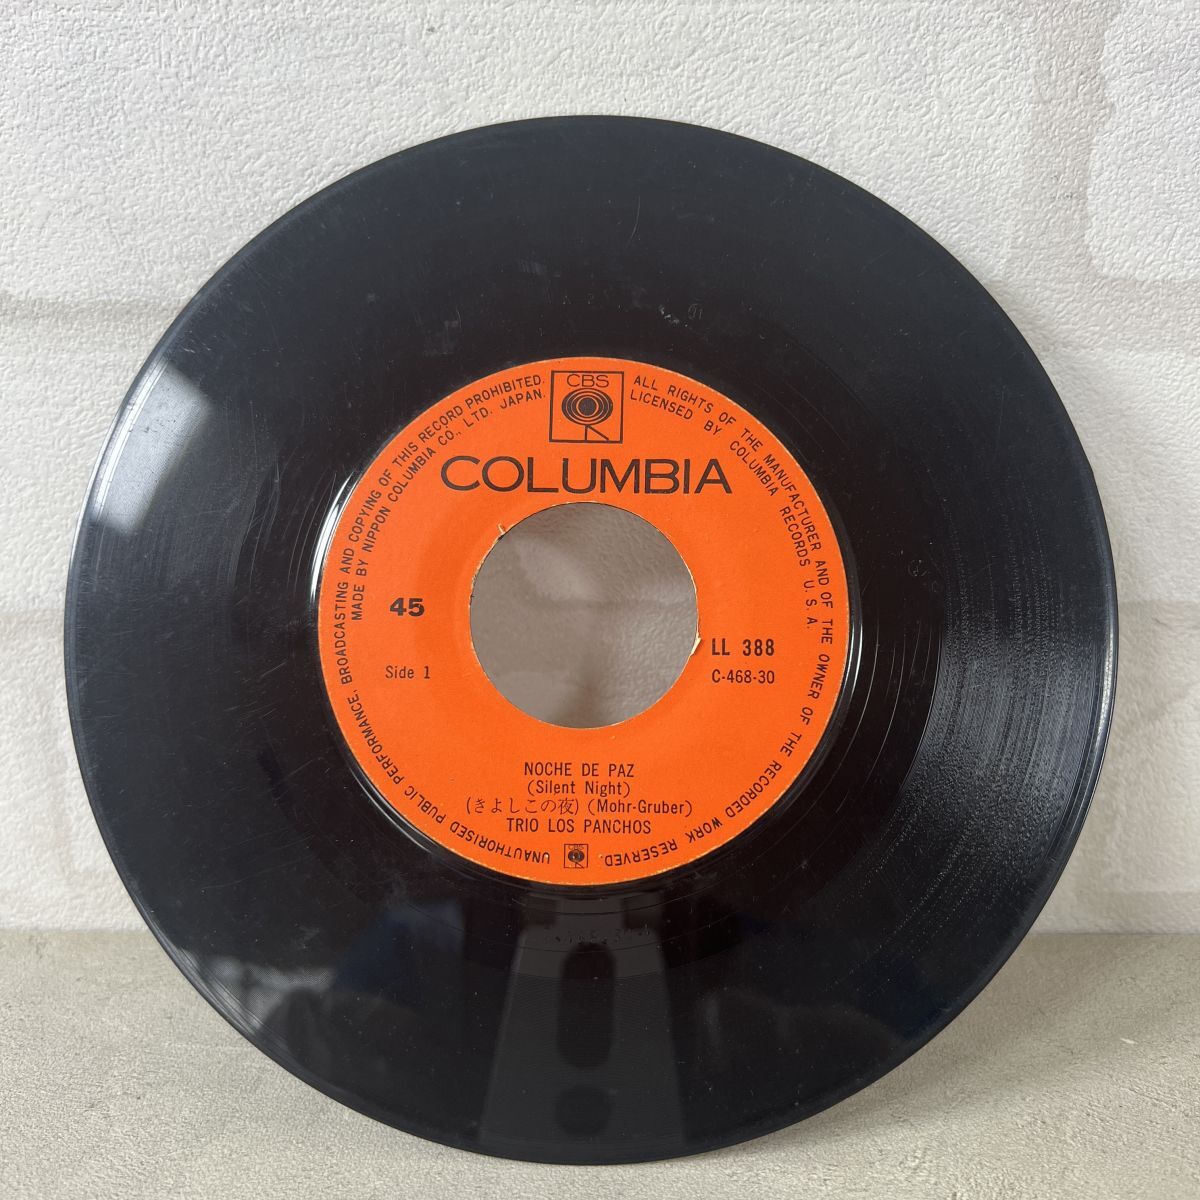 CBS
COLUMBIA
UNAUTHORISED PUBLIC PERFORMANCE, BROADCASTING AND COPYING OF THIS RECORD PROHIBITED.
MADE BY NIPPON COLUMBIA CO., LTD. JAPAN.
ALL RIGHTS OF THE MANUFACTURER AND OF THE OWNER OF THE RECORDED WORK RESERVED.
LICENSED BY COLUMBIA RECORDS U. S. A.
45
Side 1
LL 388
C-468-30
NOCHE DE PAZ
(Silent Night)
(きよしこの夜) (Mohr-Gruber)
TRIO LOS PANCHOS
CBS